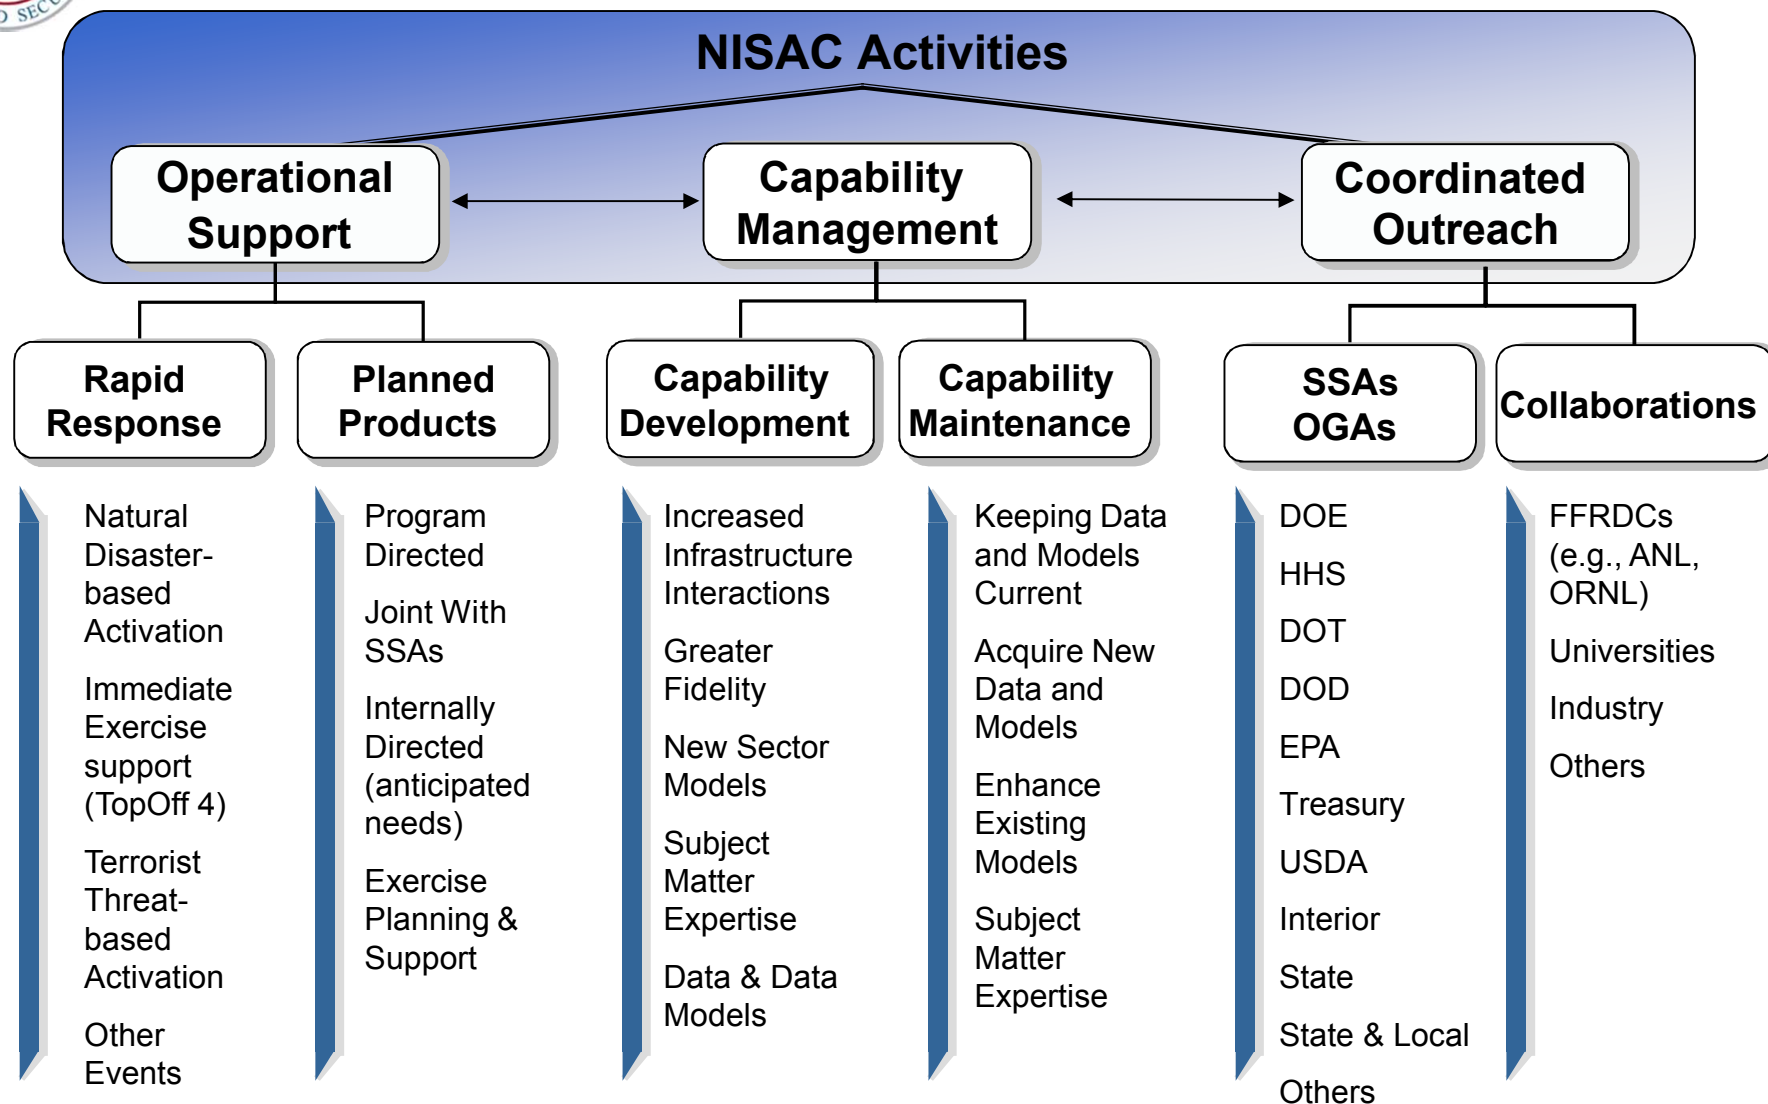 D SECU
NISAC Activities
Operational
Support
Capability
Management
Coordinated
Outreach
Rapid
Response
Planned
Products
Capability
Development
Capability
Maintenance
SSAs
OGAs
Collaborations
Natural
Disaster-
based
Activation
Immediate
Exercise
support
(TopOff 4)
Terrorist
Threat-
based
Activation
Other
Events
Program
Directed
Joint With
SSAs
Internally
Directed
(anticipated
needs)
Exercise
Planning &
Support
Increased
Infrastructure
Interactions
Greater
Fidelity
New Sector
Models
Subject
Matter
Expertise
Data & Data
Models
Keeping Data
and Models
Current
Acquire New
Data and
Models
Enhance
Existing
Models
Subject
Matter
Expertise
DOE
HHS
DOT
DOD
EPA
Treasury
USDA
Interior
State
State & Local
Others
FFRDCs
(e.g., ANL,
ORNL)
Universities
Industry
Others